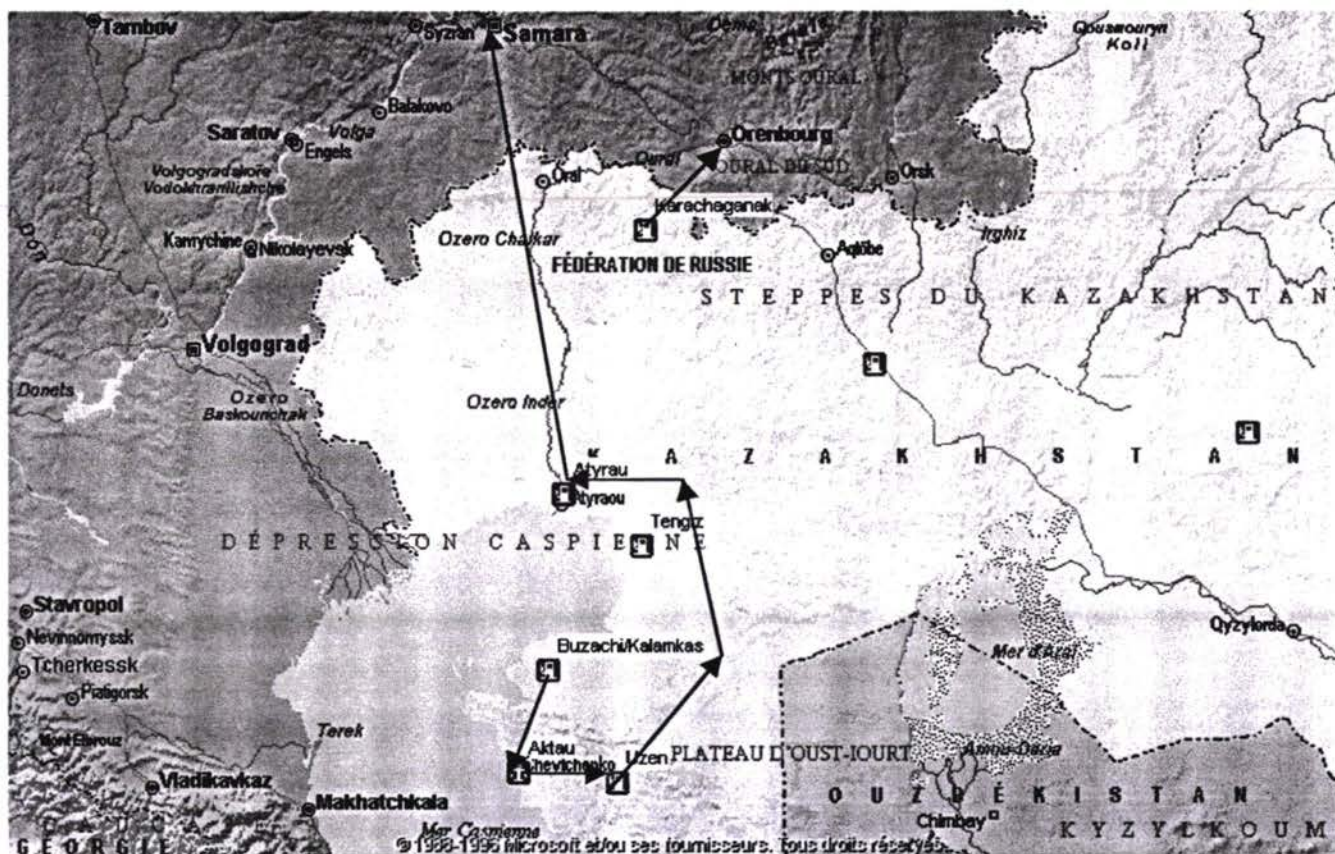 Tambov
Syzran
Samara
Dema
MONTS OURAL
Qousmouryn
Koli
Balakovo
Saratov
Engels
Volga
Volgogradskoïe
Vodokhranilishche
Orenbourg
Oural
OURAL DU SUD
Oral
Orsk
Karachaganak
Don
Kamychine
Nikolayevsk
Ozero Chalkar
FÉDÉRATION DE RUSSIE
Aqtöbe
Irghiz
STEPPES DU KAZAKHSTAN
Volgograd
Donets
Ozero
Baskountchak
Ozero Inder
KAZAKHSTAN
Atyrau
Atyraou
Tengiz
DÉPRESSION CASPIENNE
Stavropol
Nevinnomyssk
Tcherkessk
Piatigorsk
Buzachi/Kalamkas
Mer d'Aral
Qyzylorda
Mont Elbrouz
Terek
Aktau
Chevtchenko
Uzen
PLATEAU D'OUST-IOURT
Amou-Daria
Vladikavkaz
Makhatchkala
OUZBÉKISTAN
Chimbay
KYZYLKOUM
GÉORGIE
Mer Caspienne
© 1988-1996 Microsoft et/ou ses fournisseurs. Tous droits réservés.